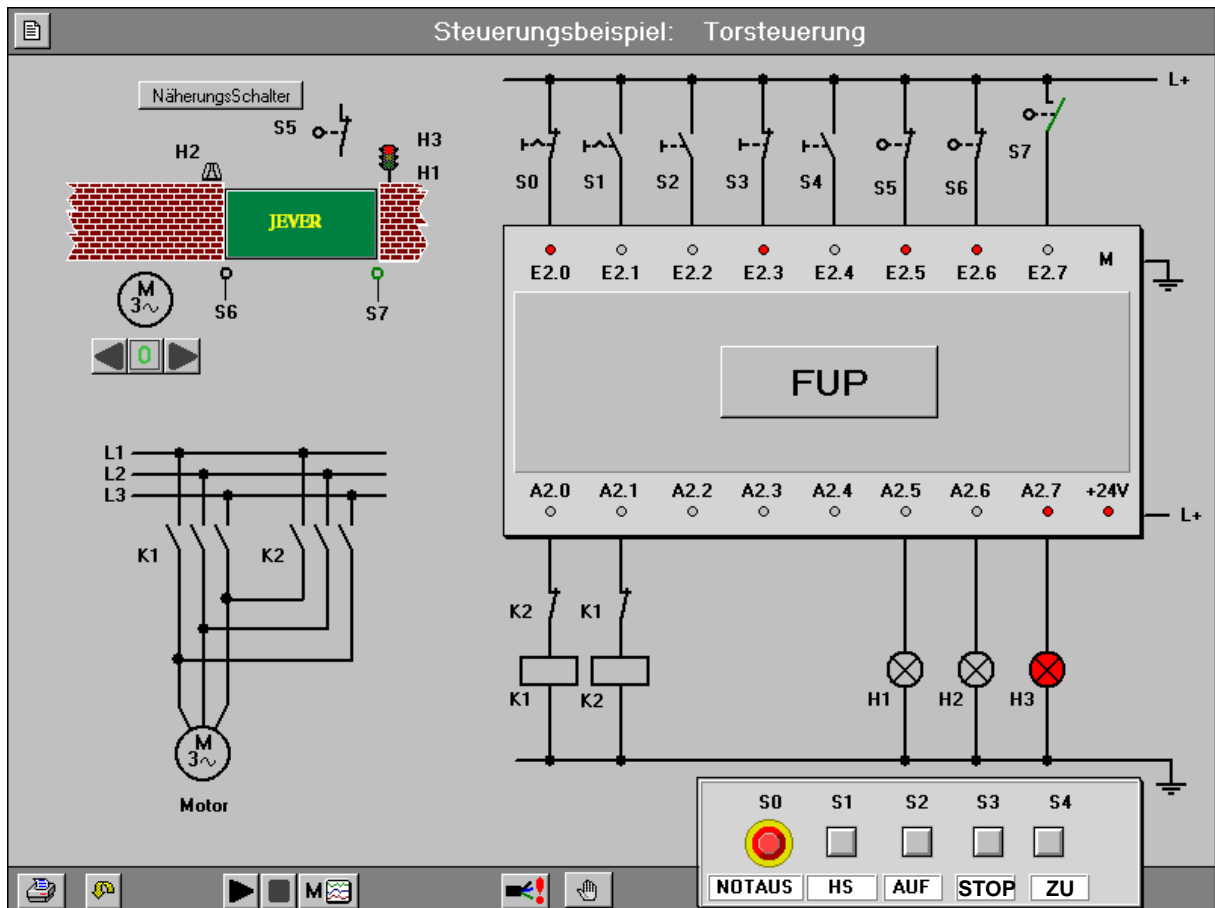 Steuerungsbeispiel: Torsteuerung
NäherungsSchalter
S5
H2
H3
H1
JEVER
M
3~
S6
S7
0
L+
S0 S1 S2 S3 S4 S5 S6 S7
E2.0 E2.1 E2.2 E2.3 E2.4 E2.5 E2.6 E2.7 M
FUP
A2.0 A2.1 A2.2 A2.3 A2.4 A2.5 A2.6 A2.7 +24V
L+
L1
L2
L3
K1 K2
M
3~
Motor
K2 K1
K1 K2
H1 H2 H3
S0 S1 S2 S3 S4
NOTAUS HS AUF STOP ZU
M